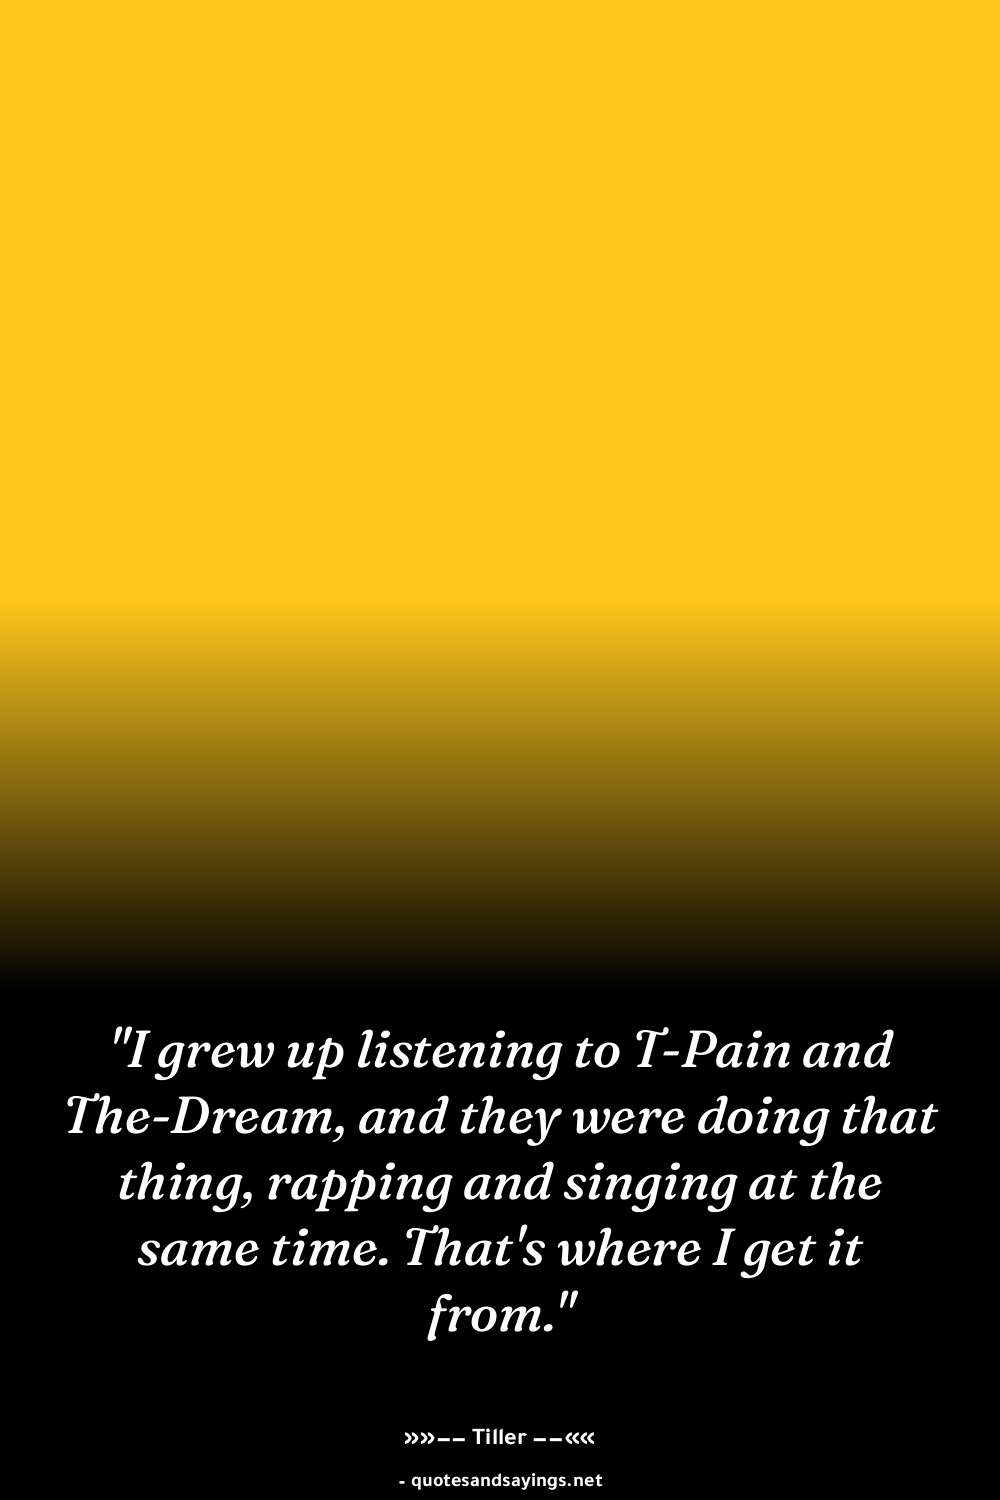 "I grew up listening to T-Pain and
The-Dream, and they were doing that
thing, rapping and singing at the
same time. That's where I get it
from."
»»–– Tiller ––««
- quotesandsayings.net